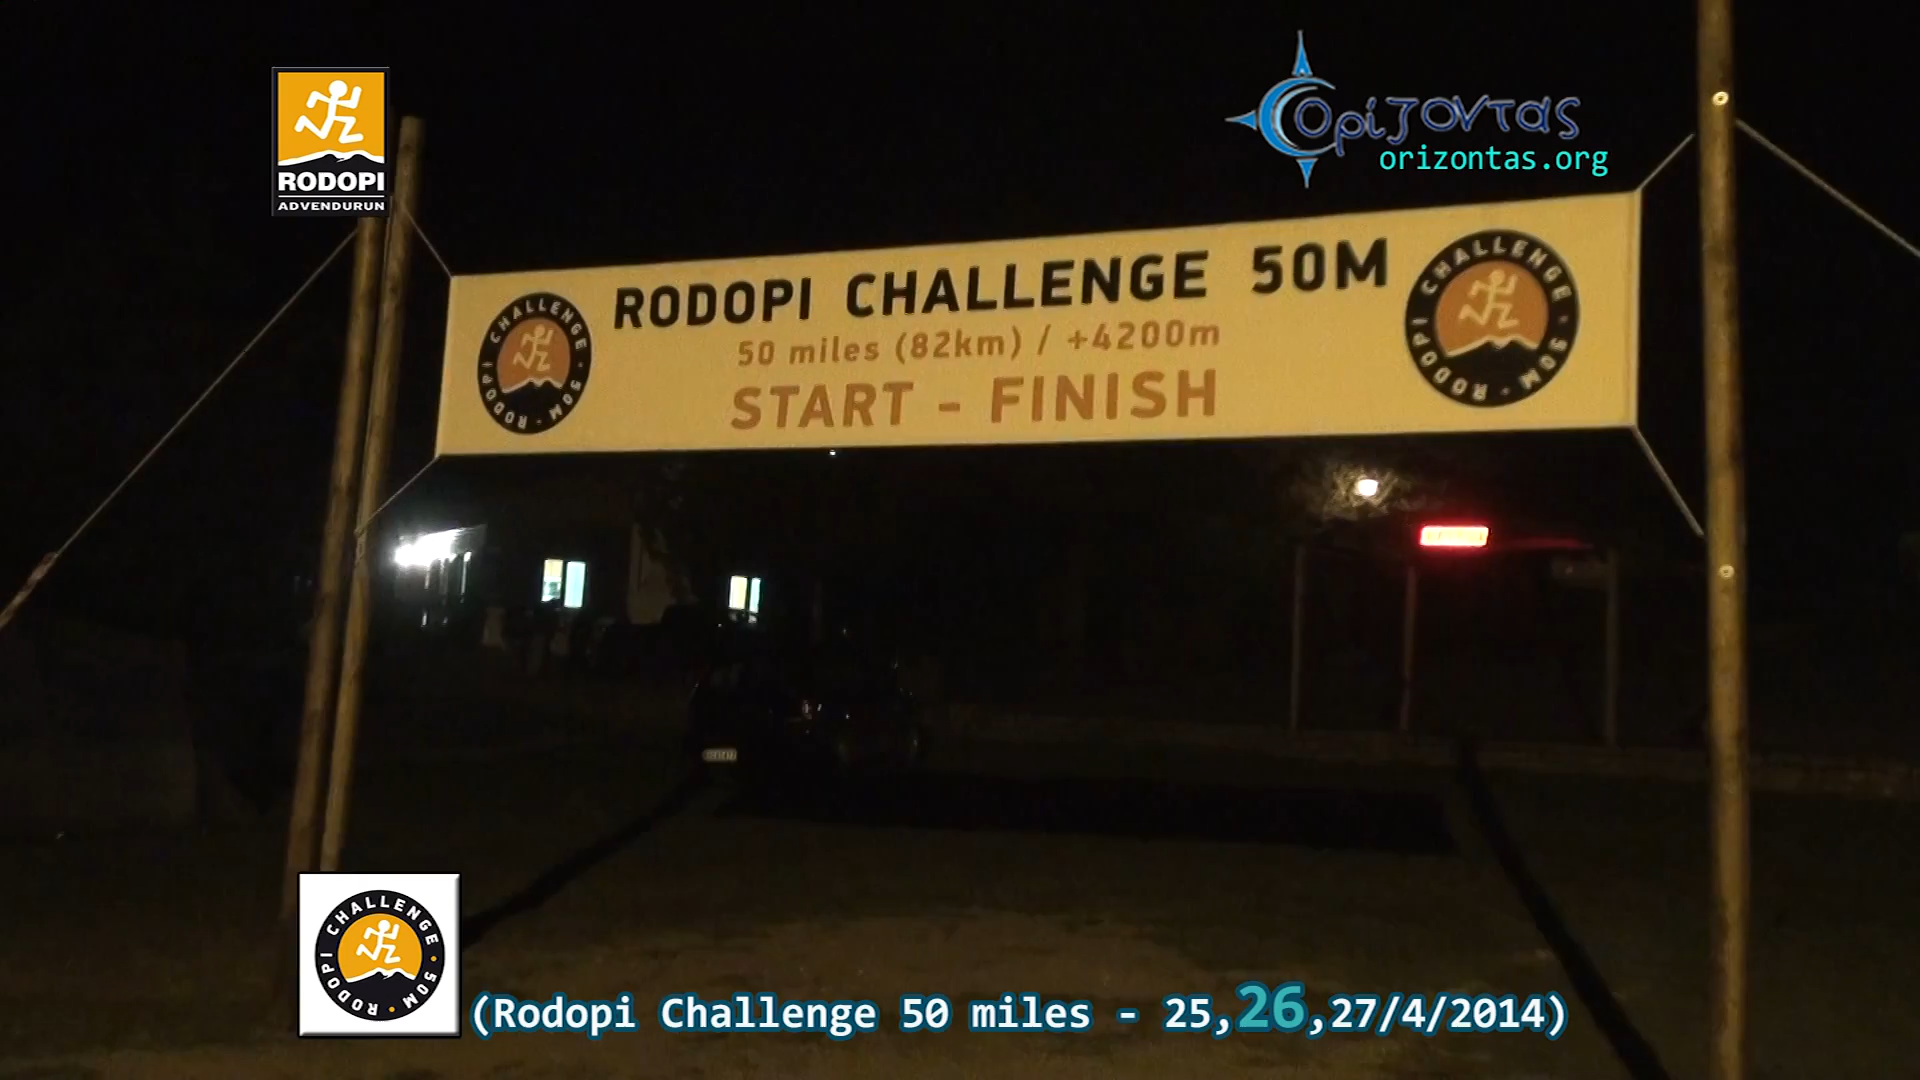 RODOPI
ADVENDURUN
Ορίζοντας
orizontas.org
RODOPI CHALLENGE 50M
50 miles (82km) / +4200m
START - FINISH
RODOPI CHALLENGE · 50M ·
RODOPI CHALLENGE · 50M ·
RODOPI CHALLENGE · 50M ·
(Rodopi Challenge 50 miles - 25,26,27/4/2014)